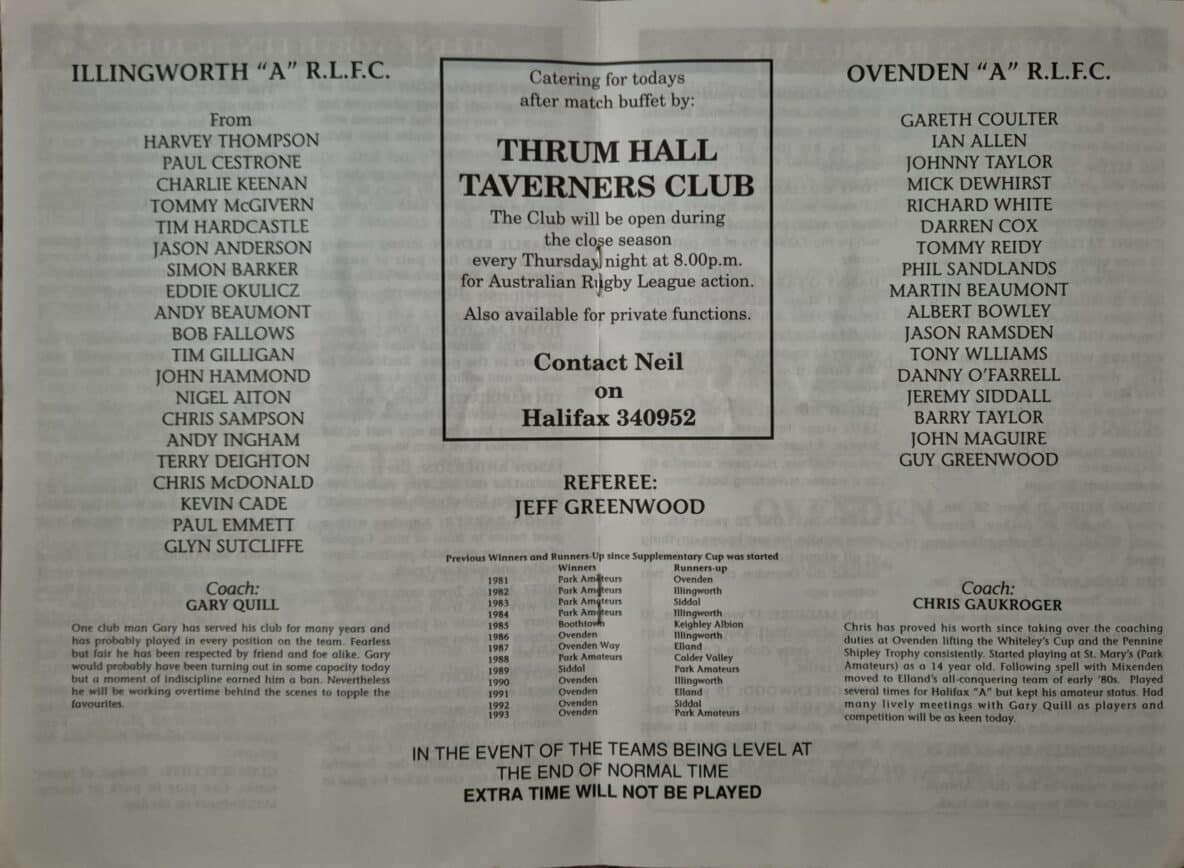 ILLINGWORTH "A" R.L.F.C.
From
HARVEY THOMPSON
PAUL CESTRONE
CHARLIE KEENAN
TOMMY McGIVERN
TIM HARDCASTLE
JASON ANDERSON
SIMON BARKER
EDDIE OKULICZ
ANDY BEAUMONT
BOB FALLOWS
TIM GILLIGAN
JOHN HAMMOND
NIGEL AITON
CHRIS SAMPSON
ANDY INGHAM
TERRY DEIGHTON
CHRIS McDONALD
KEVIN CADE
PAUL EMMETT
GLYN SUTCLIFFE
Coach:
GARY QUILL
One club man Gary has served his club for many years and
has probably played in every position on the team. Fearless
but fair he has been respected by friend and foe alike. Gary
would probably have been turning out in some capacity today
but a moment of indiscipline earned him a ban. Nevertheless
he will be working overtime behind the scenes to topple the
favourites.
Catering for todays
after match buffet by:
THRUM HALL
TAVERNERS CLUB
The Club will be open during
the close season
every Thursday night at 8.00p.m.
for Australian Rugby League action.
Also available for private functions.
Contact Neil
on
Halifax 340952
REFEREE:
JEFF GREENWOOD
Previous Winners and Runners-Up since Supplementary Cup was started
Winners Runners-up
1981 Park Amateurs Ovenden
1982 Park Amateurs Illingworth
1983 Park Amateurs Siddal
1984 Park Amateurs Illingworth
1985 Boothtown Keighley Albion
1986 Ovenden Illingworth
1987 Ovenden Way Elland
1988 Park Amateurs Calder Valley
1989 Siddal Park Amateurs
1990 Ovenden Illingworth
1991 Ovenden Elland
1992 Ovenden Siddal
1993 Ovenden Park Amateurs
IN THE EVENT OF THE TEAMS BEING LEVEL AT
THE END OF NORMAL TIME
EXTRA TIME WILL NOT BE PLAYED
OVENDEN "A" R.L.F.C.
GARETH COULTER
IAN ALLEN
JOHNNY TAYLOR
MICK DEWHIRST
RICHARD WHITE
DARREN COX
TOMMY REIDY
PHIL SANDLANDS
MARTIN BEAUMONT
ALBERT BOWLEY
JASON RAMSDEN
TONY WLLIAMS
DANNY O'FARRELL
JEREMY SIDDALL
BARRY TAYLOR
JOHN MAGUIRE
GUY GREENWOOD
Coach:
CHRIS GAUKROGER
Chris has proved his worth since taking over the coaching
duties at Ovenden lifting the Whiteley's Cup and the Pennine
Shipley Trophy consistently. Started playing at St. Mary's (Park
Amateurs) as a 14 year old. Following spell with Mixenden
moved to Elland's all-conquering team of early '80s. Played
several times for Halifax "A" but kept his amateur status. Had
many lively meetings with Gary Quill as players and
competition will be as keen today.